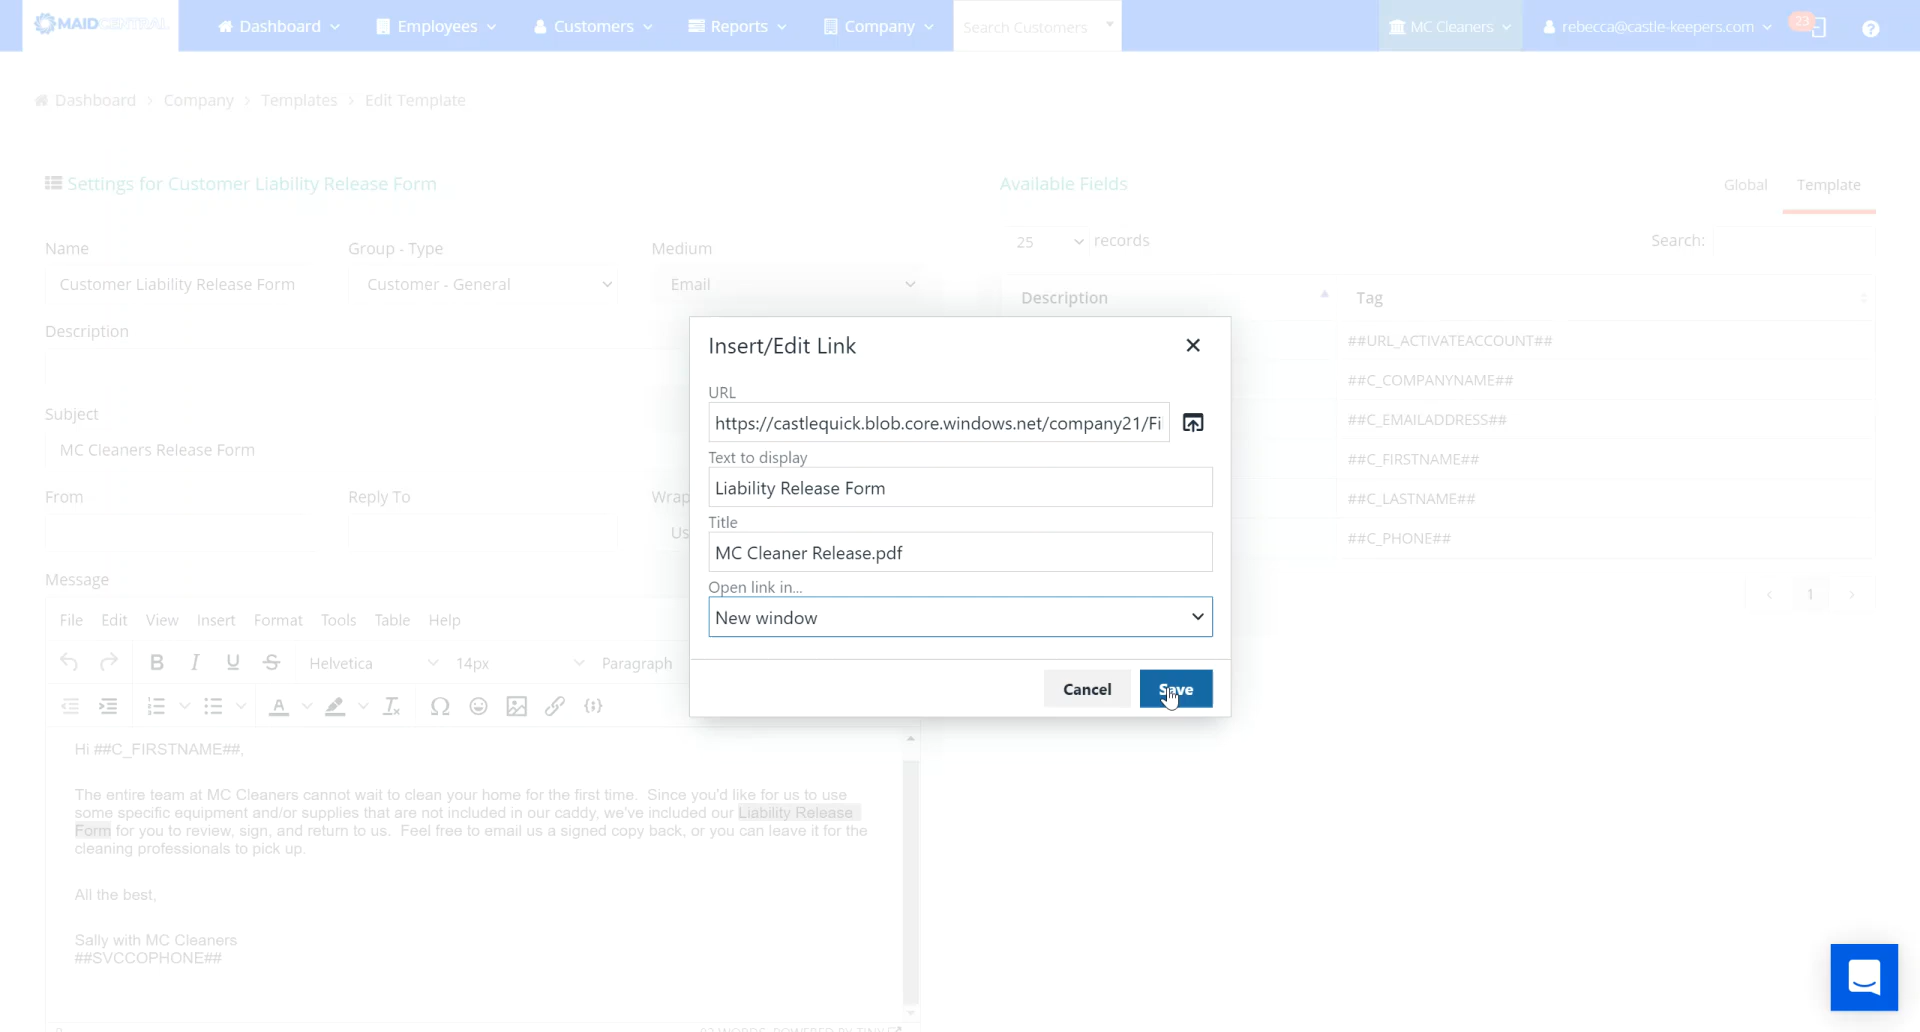 MAIDCENTRAL
Dashboard
Employees
Customers
Reports
Company
Search Customers
MC Cleaners
rebecca@castle-keepers.com
23
?
Dashboard > Company > Templates > Edit Template
Settings for Customer Liability Release Form
Available Fields
Global
Template
Name
Group - Type
Medium
25
records
Search:
Customer Liability Release Form
Customer - General
Email
Description
Tag
Description
##URL_ACTIVATEACCOUNT##
##C_COMPANYNAME##
Subject
##C_EMAILADDRESS##
MC Cleaners Release Form
##C_FIRSTNAME##
From
Reply To
Wrap
##C_LASTNAME##
Us
##C_PHONE##
Message
< 1 >
Insert/Edit Link
URL
https://castlequick.blob.core.windows.net/company21/Fi
Text to display
Liability Release Form
Title
MC Cleaner Release.pdf
Open link in...
New window
Cancel
Save
File Edit View Insert Format Tools Table Help
B I U S Helvetica 14px Paragraph
Hi ##C_FIRSTNAME##,
The entire team at MC Cleaners cannot wait to clean your home for the first time. Since you'd like for us to use
some specific equipment and/or supplies that are not included in our caddy, we've included our Liability Release
Form for you to review, sign, and return to us. Feel free to email us a signed copy back, or you can leave it for the
cleaning professionals to pick up.
All the best,
Sally with MC Cleaners
##SVCCOPHONE##